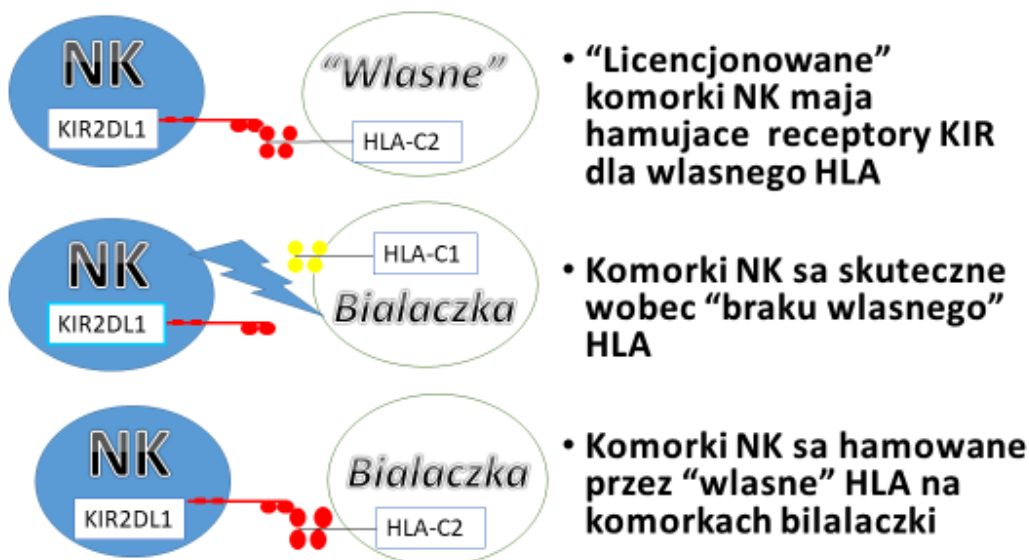 NK
KIR2DL1
"Wlasne"
HLA-C2
• “Licencjonowane”
komorki NK maja
hamujace receptory KIR
dla wlasnego HLA
NK
KIR2DL1
HLA-C1
Bialaczka
• Komorki NK sa skuteczne
wobec “braku wlasnego”
HLA
NK
KIR2DL1
Bialaczka
HLA-C2
• Komorki NK sa hamowane
przez “wlasne” HLA na
komorkach bilalaczki